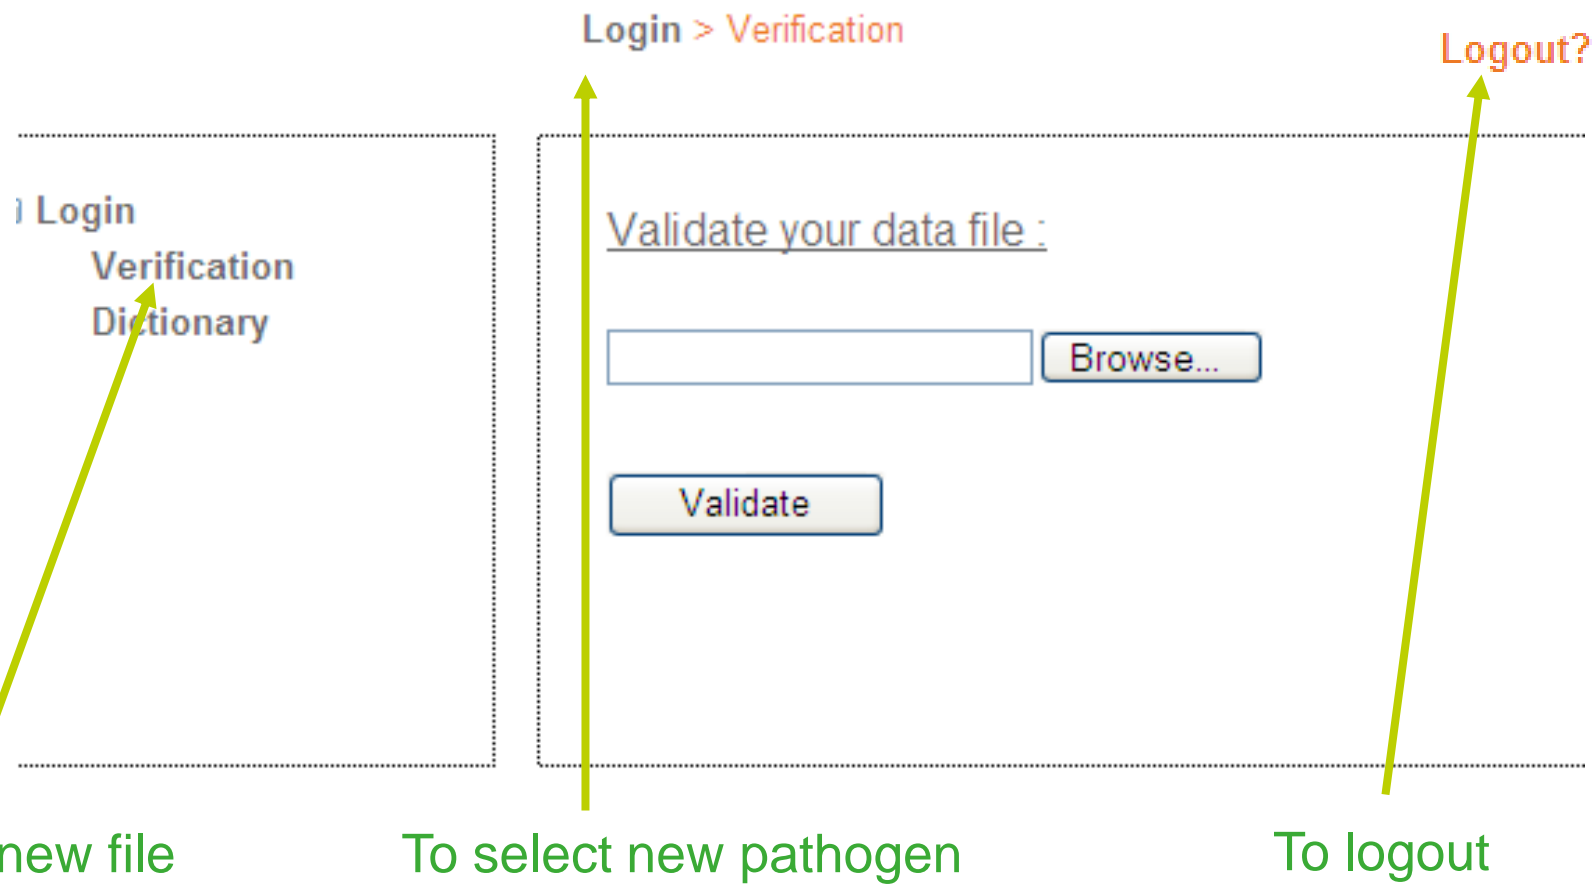 Login > Verification
Logout?
Login
Verification
Dictionary
Validate your data file :
Browse...
Validate
new file
To select new pathogen
To logout